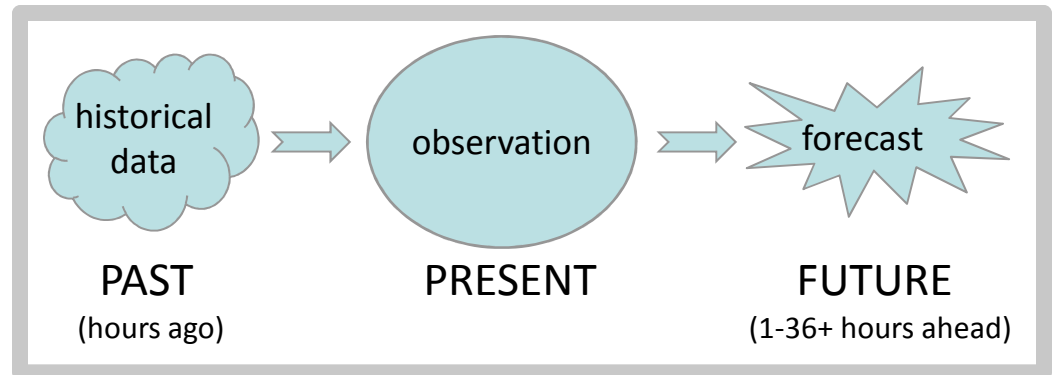 historical
data
observation
forecast
PAST
(hours ago)
PRESENT
FUTURE
(1-36+ hours ahead)